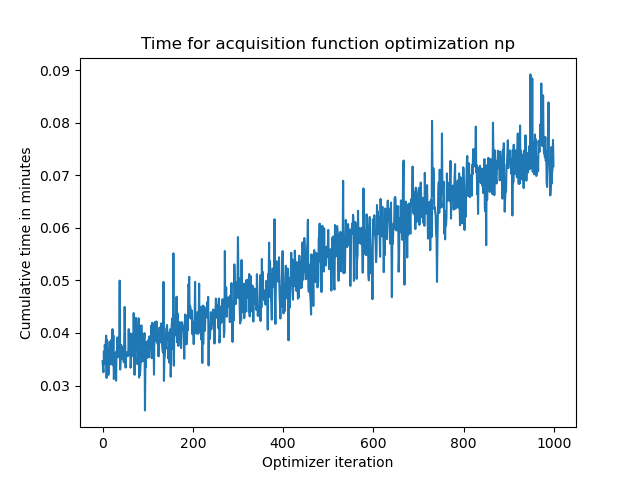 Time for acquisition function optimization np
0.09
0.08
0.07
0.06
0.05
0.04
0.03
Cumulative time in minutes
0 200 400 600 800 1000
Optimizer iteration